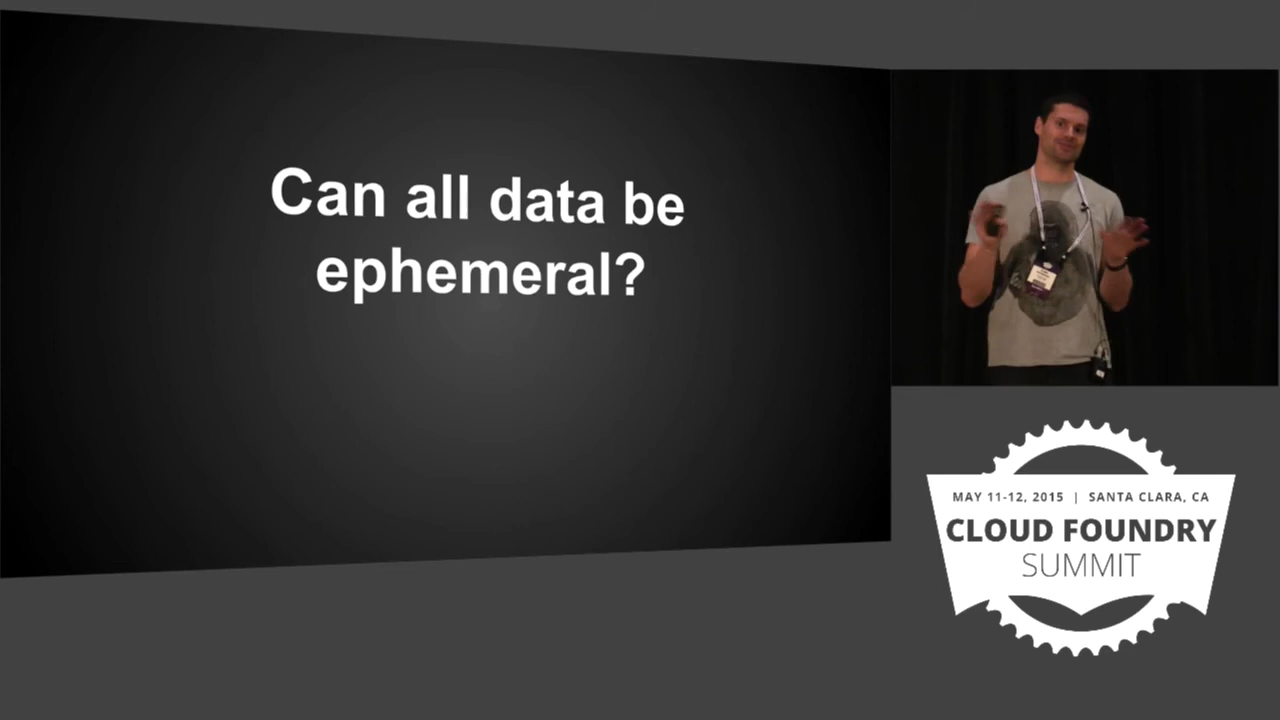 Can all data be
ephemeral?
MAY 11-12, 2015 | SANTA CLARA, CA
CLOUD FOUNDRY
SUMMIT